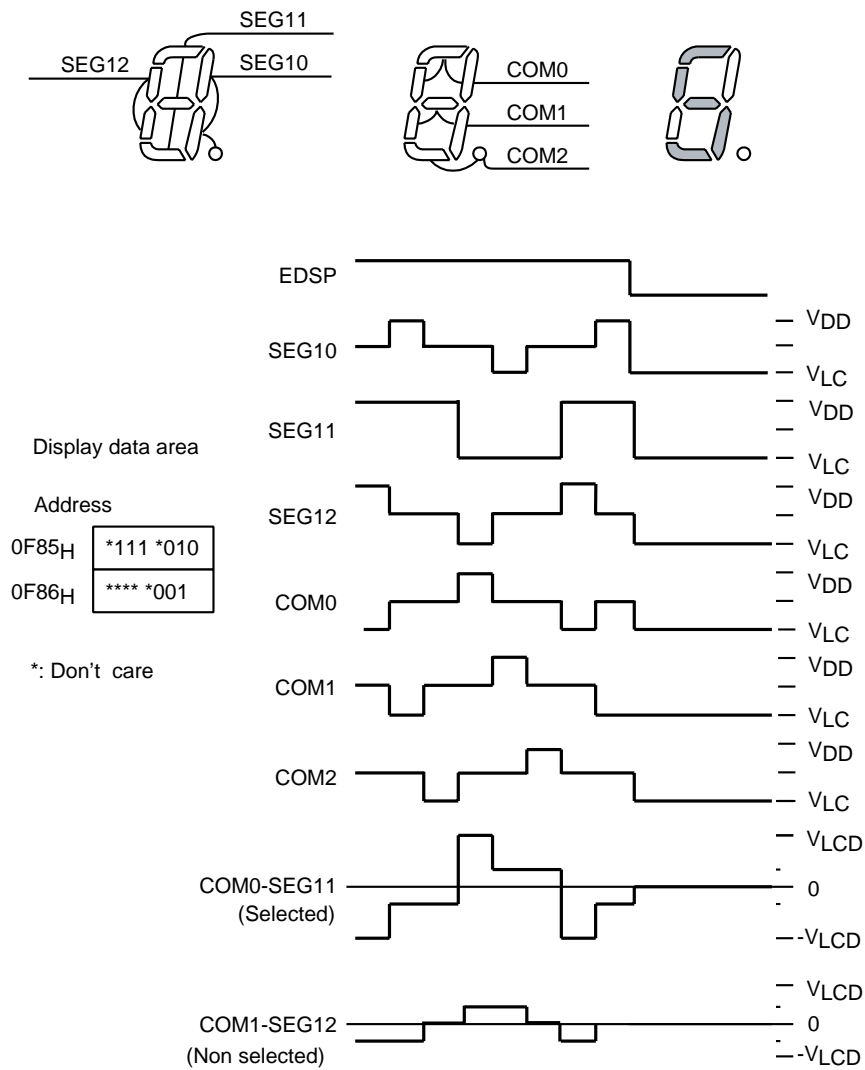 SEG11
SEG12
SEG10
COM0
COM1
COM2
EDSP
VDD
SEG10
VLC
VDD
SEG11
Display data area
VLC
Address
VDD
SEG12
0F85H *111 *010
VLC
0F86H **** *001
VDD
COM0
VLC
*: Don't care
VDD
COM1
VLC
VDD
COM2
VLC
VLCD
COM0-SEG11
0
(Selected)
-VLCD
VLCD
COM1-SEG12
0
(Non selected)
-VLCD